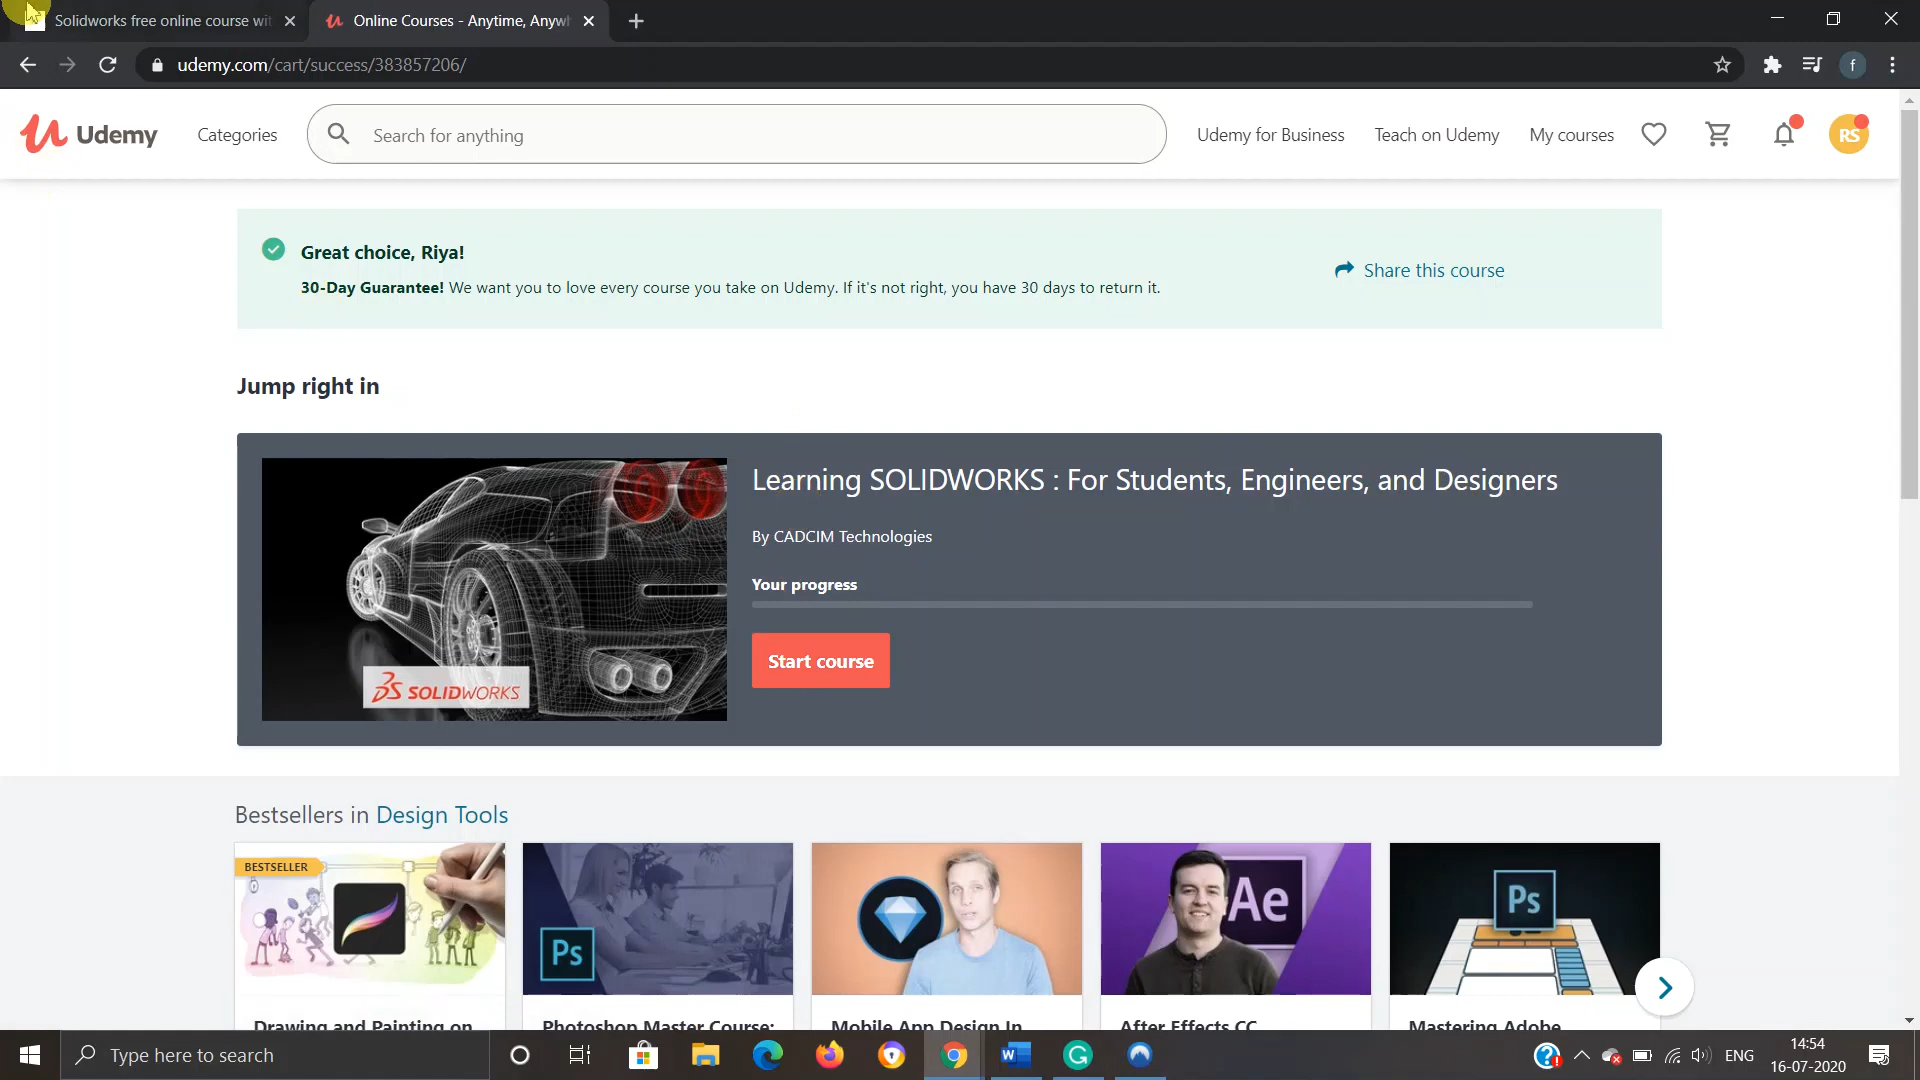 Solidworks free online course wit
Online Courses - Anytime, Anywh
udemy.com/cart/success/383857206/
f
Udemy
Categories
Search for anything
Udemy for Business
Teach on Udemy
My courses
RS
Great choice, Riya!
30-Day Guarantee! We want you to love every course you take on Udemy. If it's not right, you have 30 days to return it.
Share this course
Jump right in
Learning SOLIDWORKS : For Students, Engineers, and Designers
By CADCIM Technologies
Your progress
Start course
SOLIDWORKS
Bestsellers in Design Tools
BESTSELLER
Ps
Ae
Ps
Drawing and Painting on
Photoshop Master Course:
Mobile App Design In
After Effects CC
Mastering Adobe
Type here to search
ENG
14:54
16-07-2020